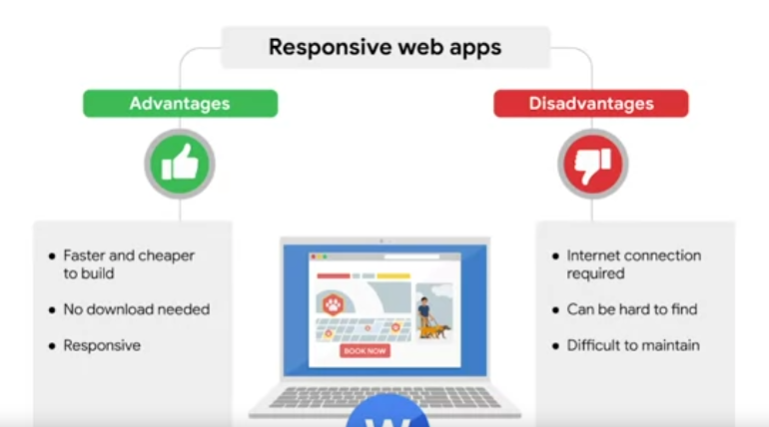 Responsive web apps
Advantages
Disadvantages
• Faster and cheaper
to build
• No download needed
• Responsive
BOOK NOW
• Internet connection
required
• Can be hard to find
• Difficult to maintain
W